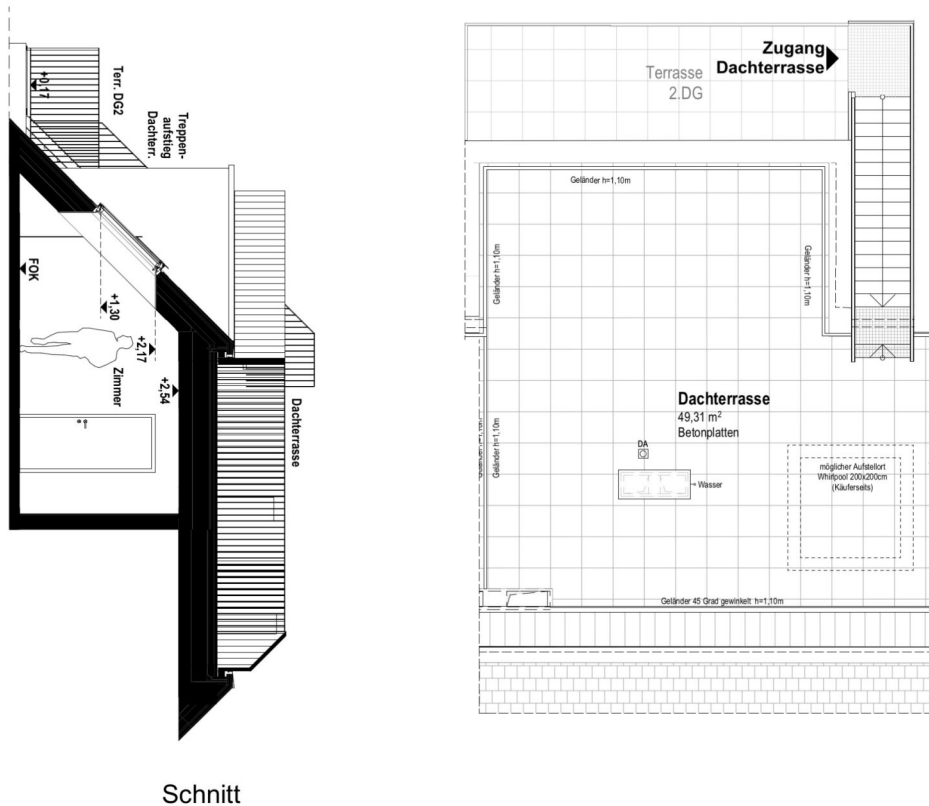 Terr. DG2
+0,17
Treppen-
aufstieg
Dachterr.
FOK
+1,30
+2,17
+2,54
Zimmer
Dachterrasse
Schnitt
Zugang
Dachterrasse
Terrasse
2.DG
Geländer h=1,10m
Geländer h=1,10m
Geländer h=1,10m
Geländer h=1,10m
Dachterrasse
49,31 m²
Betonplatten
DA
Wasser
möglicher Aufstellort
Whirlpool 200x200cm
(Käuferseits)
Geländer 45 Grad gewinkelt h=1,10m